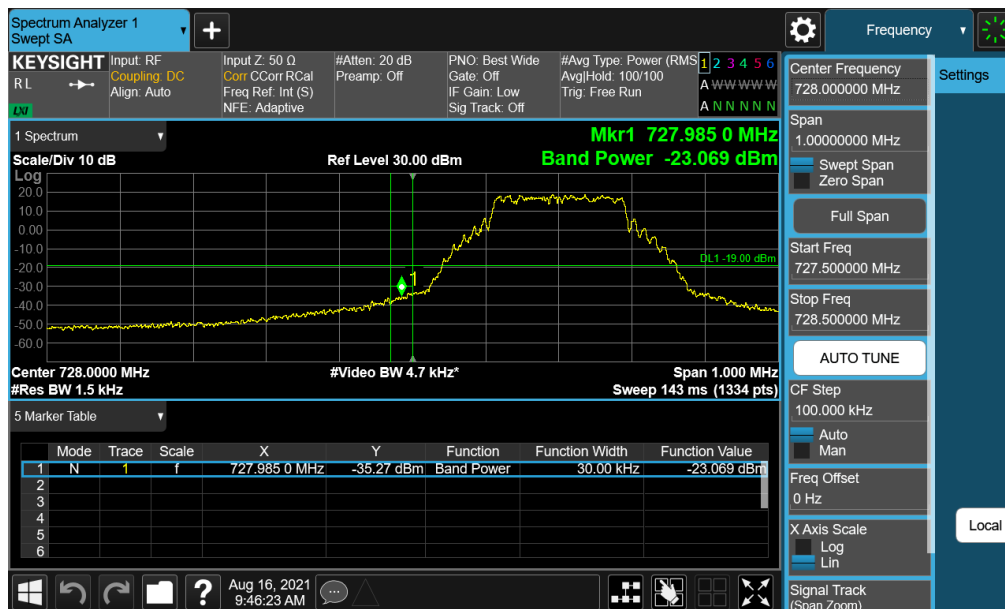 Spectrum Analyzer 1
Swept SA
+
Frequency
KEYSIGHT
RL
LXI
Input: RF
Coupling: DC
Align: Auto
Input Z: 50 Ω
Corr CCorr RCal
Freq Ref: Int (S)
NFE: Adaptive
#Atten: 20 dB
Preamp: Off
PNO: Best Wide
Gate: Off
IF Gain: Low
Sig Track: Off
#Avg Type: Power (RMS
Avg|Hold: 100/100
Trig: Free Run
1 2 3 4 5 6
A W W W W W
A N N N N N
1 Spectrum
Mkr1 727.985 0 MHz
Scale/Div 10 dB
Ref Level 30.00 dBm
Band Power -23.069 dBm
Log
20.0
10.0
0.00
-10.0
-20.0
-30.0
-40.0
-50.0
-60.0
1
DL1 -19.00 dBm
Center 728.0000 MHz
#Video BW 4.7 kHz*
Span 1.000 MHz
#Res BW 1.5 kHz
Sweep 143 ms (1334 pts)
5 Marker Table
Mode Trace Scale X Y Function Function Width Function Value
1 N 1 f 727.985 0 MHz -35.27 dBm Band Power 30.00 kHz -23.069 dBm
2
3
4
5
6
?
Aug 16, 2021
9:46:23 AM
Center Frequency
728.000000 MHz
Settings
Span
1.00000000 MHz
Swept Span
Zero Span
Full Span
Start Freq
727.500000 MHz
Stop Freq
728.500000 MHz
AUTO TUNE
CF Step
100.000 kHz
Auto
Man
Freq Offset
0 Hz
X Axis Scale
Log
Lin
Local
Signal Track
(Span Zoom)